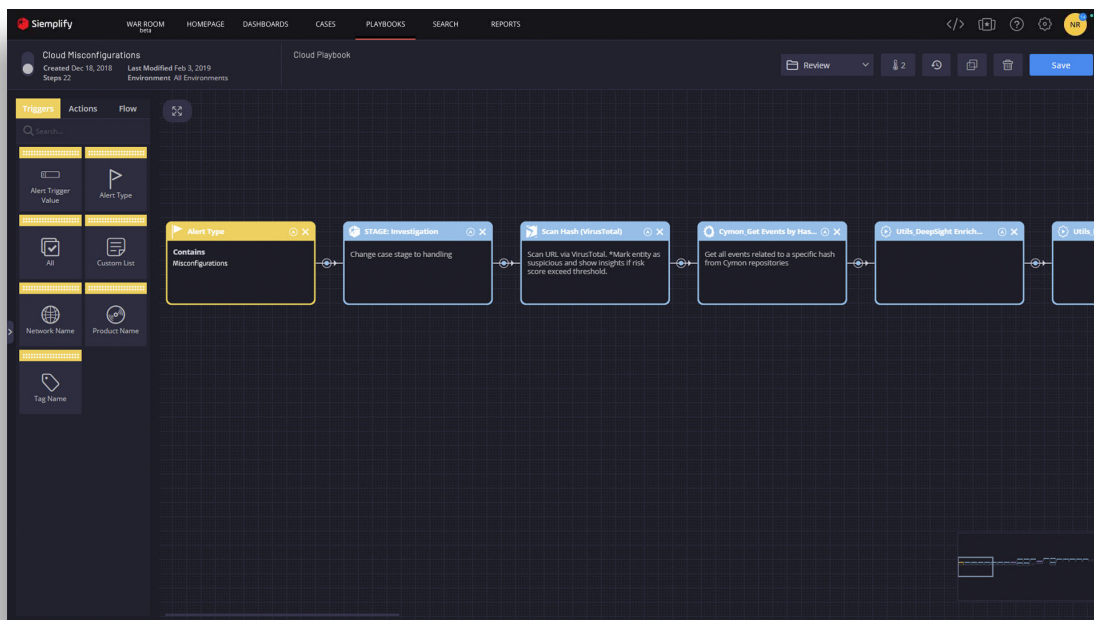 Siemplify
WAR ROOM
beta
HOMEPAGE
DASHBOARDS
CASES
PLAYBOOKS
SEARCH
REPORTS
</>
NR
Cloud Misconfigurations
Created Dec 18, 2018 Last Modified Feb 3, 2019
Steps 22 Environment All Environments
Cloud Playbook
Review
2
Save
Triggers Actions Flow
Search...
Alert Trigger
Value
Alert Type
All
Custom List
Network Name
Product Name
Tag Name
Alert Type
Contains
Misconfigurations
STAGE: Investigation
Change case stage to handling
Scan Hash (VirusTotal)
Scan URL via VirusTotal. *Mark entity as
suspicious and show insights if risk
score exceed threshold.
Cymon_Get Events by Has...
Get all events related to a specific hash
from Cymon repositories
Utils_DeepSight Enrich...
Utils_